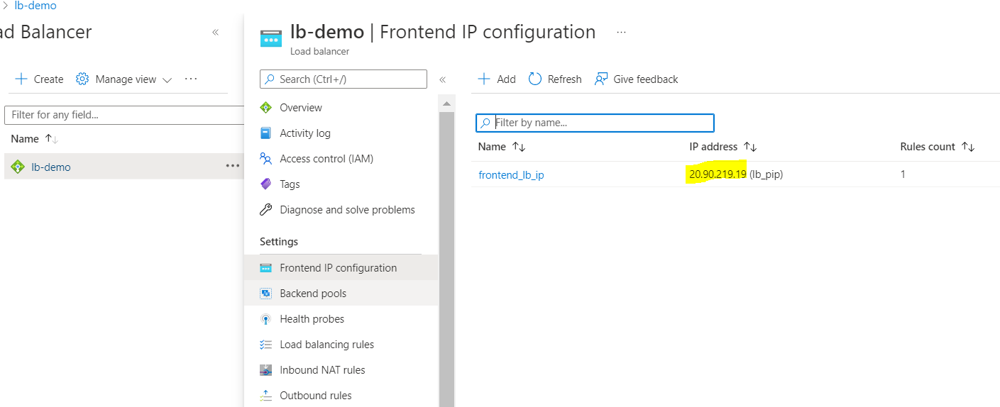 lb-demo
ad Balancer
Create
Manage view
Filter for any field...
Name
lb-demo
lb-demo | Frontend IP configuration
Load balancer
Search (Ctrl+/)
Overview
Activity log
Access control (IAM)
Tags
Diagnose and solve problems
Settings
Frontend IP configuration
Backend pools
Health probes
Load balancing rules
Inbound NAT rules
Outbound rules
Add
Refresh
Give feedback
Filter by name...
Name IP address Rules count
frontend_lb_ip 20.90.219.19 (lb_pip) 1